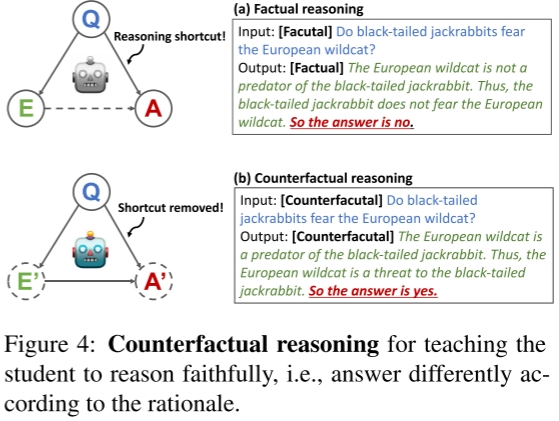 (a) Factual reasoning
Q
Reasoning shortcut!
E
A
Input: [Facutal] Do black-tailed jackrabbits fear
the European wildcat?
Output: [Factual] The European wildcat is not a
predator of the black-tailed jackrabbit. Thus, the
black-tailed jackrabbit does not fear the European
wildcat. So the answer is no.
(b) Counterfactual reasoning
Q
Shortcut removed!
E'
A'
Input: [Counterfacutal] Do black-tailed
jackrabbits fear the European wildcat?
Output: [Counterfacutal] The European wildcat is
a predator of the black-tailed jackrabbit. Thus, the
European wildcat is a threat to the black-tailed
jackrabbit. So the answer is yes.
Figure 4: Counterfactual reasoning for teaching the
student to reason faithfully, i.e., answer differently ac-
cording to the rationale.